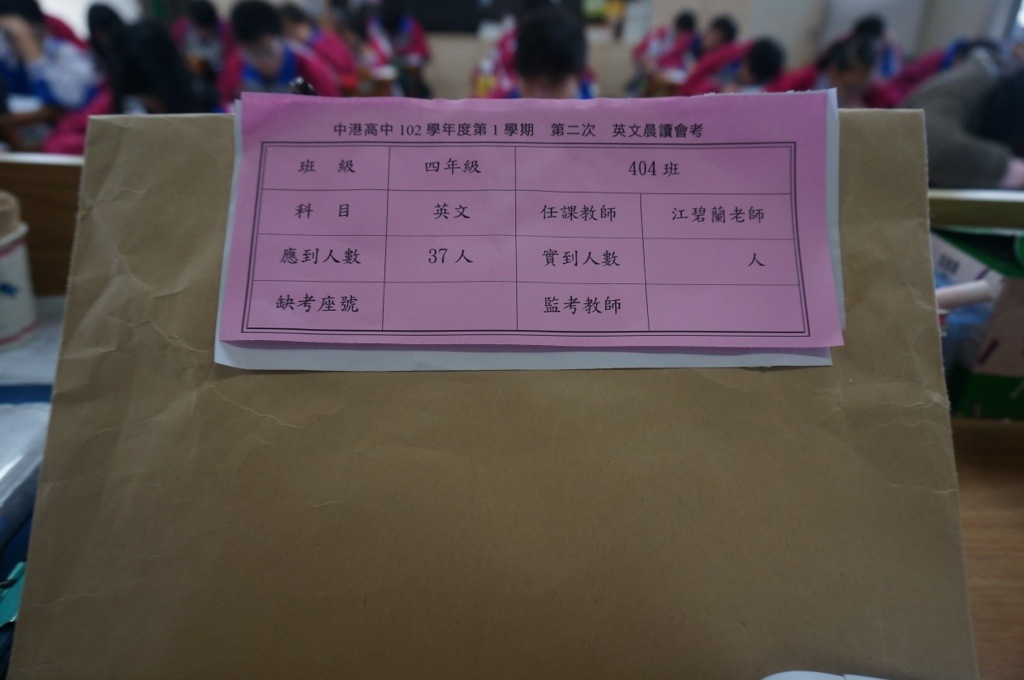 中港高中 102 學年度第 1 學期 第二次 英文晨讀會考
班 級 四年級 404 班
科 目 英文 任課教師 江碧蘭老師
應到人數 37 人 實到人數 人
缺考座號 監考教師